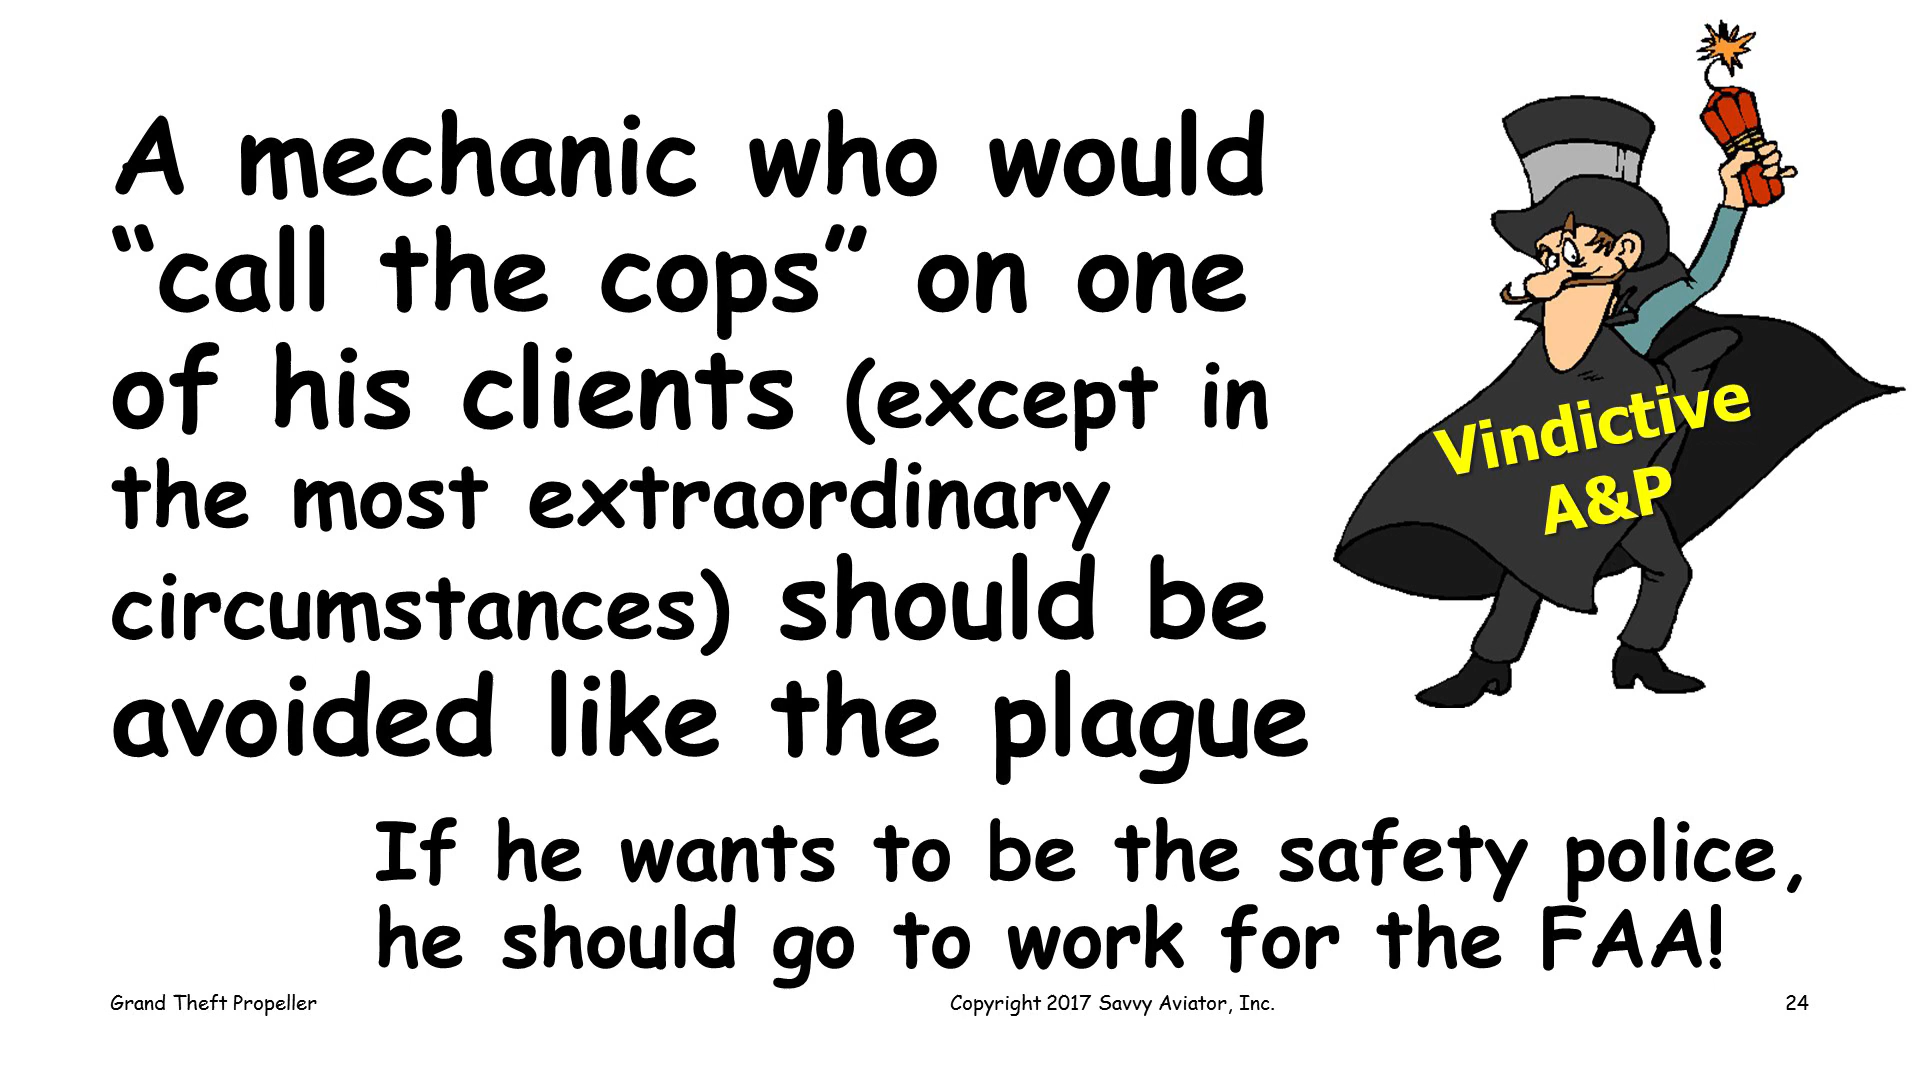 A mechanic who would
“call the cops” on one
of his clients (except in
the most extraordinary
circumstances) should be
avoided like the plague
Vindictive
A&P
If he wants to be the safety police,
he should go to work for the FAA!
Grand Theft Propeller
Copyright 2017 Savvy Aviator, Inc.
24